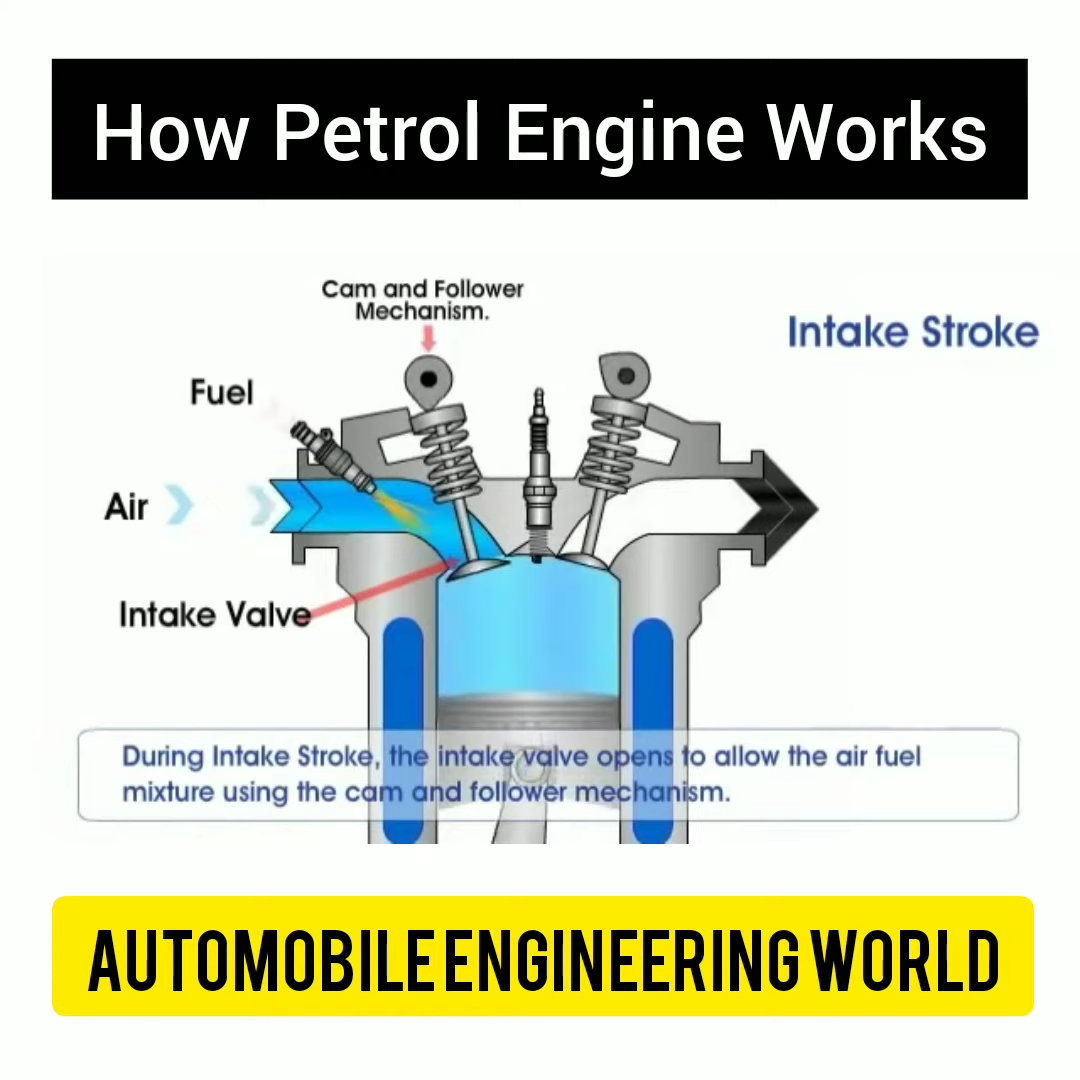 How Petrol Engine Works
Cam and Follower
Mechanism.
Intake Stroke
Fuel
Air
Intake Valve
During Intake Stroke, the intake valve opens to allow the air fuel
mixture using the cam and follower mechanism.
AUTOMOBILE ENGINEERING WORLD